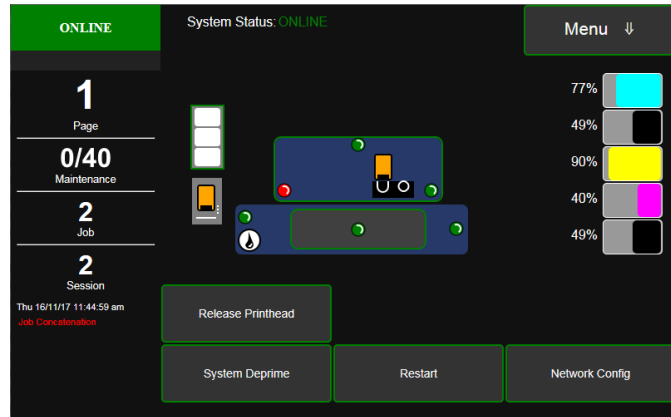 ONLINE
System Status: ONLINE
Menu ⇓
1
Page
0/40
Maintenance
2
Job
2
Session
Thu 16/11/17 11:44:59 am
Job Concatenation
77%
49%
90%
40%
49%
Release Printhead
System Deprime
Restart
Network Config